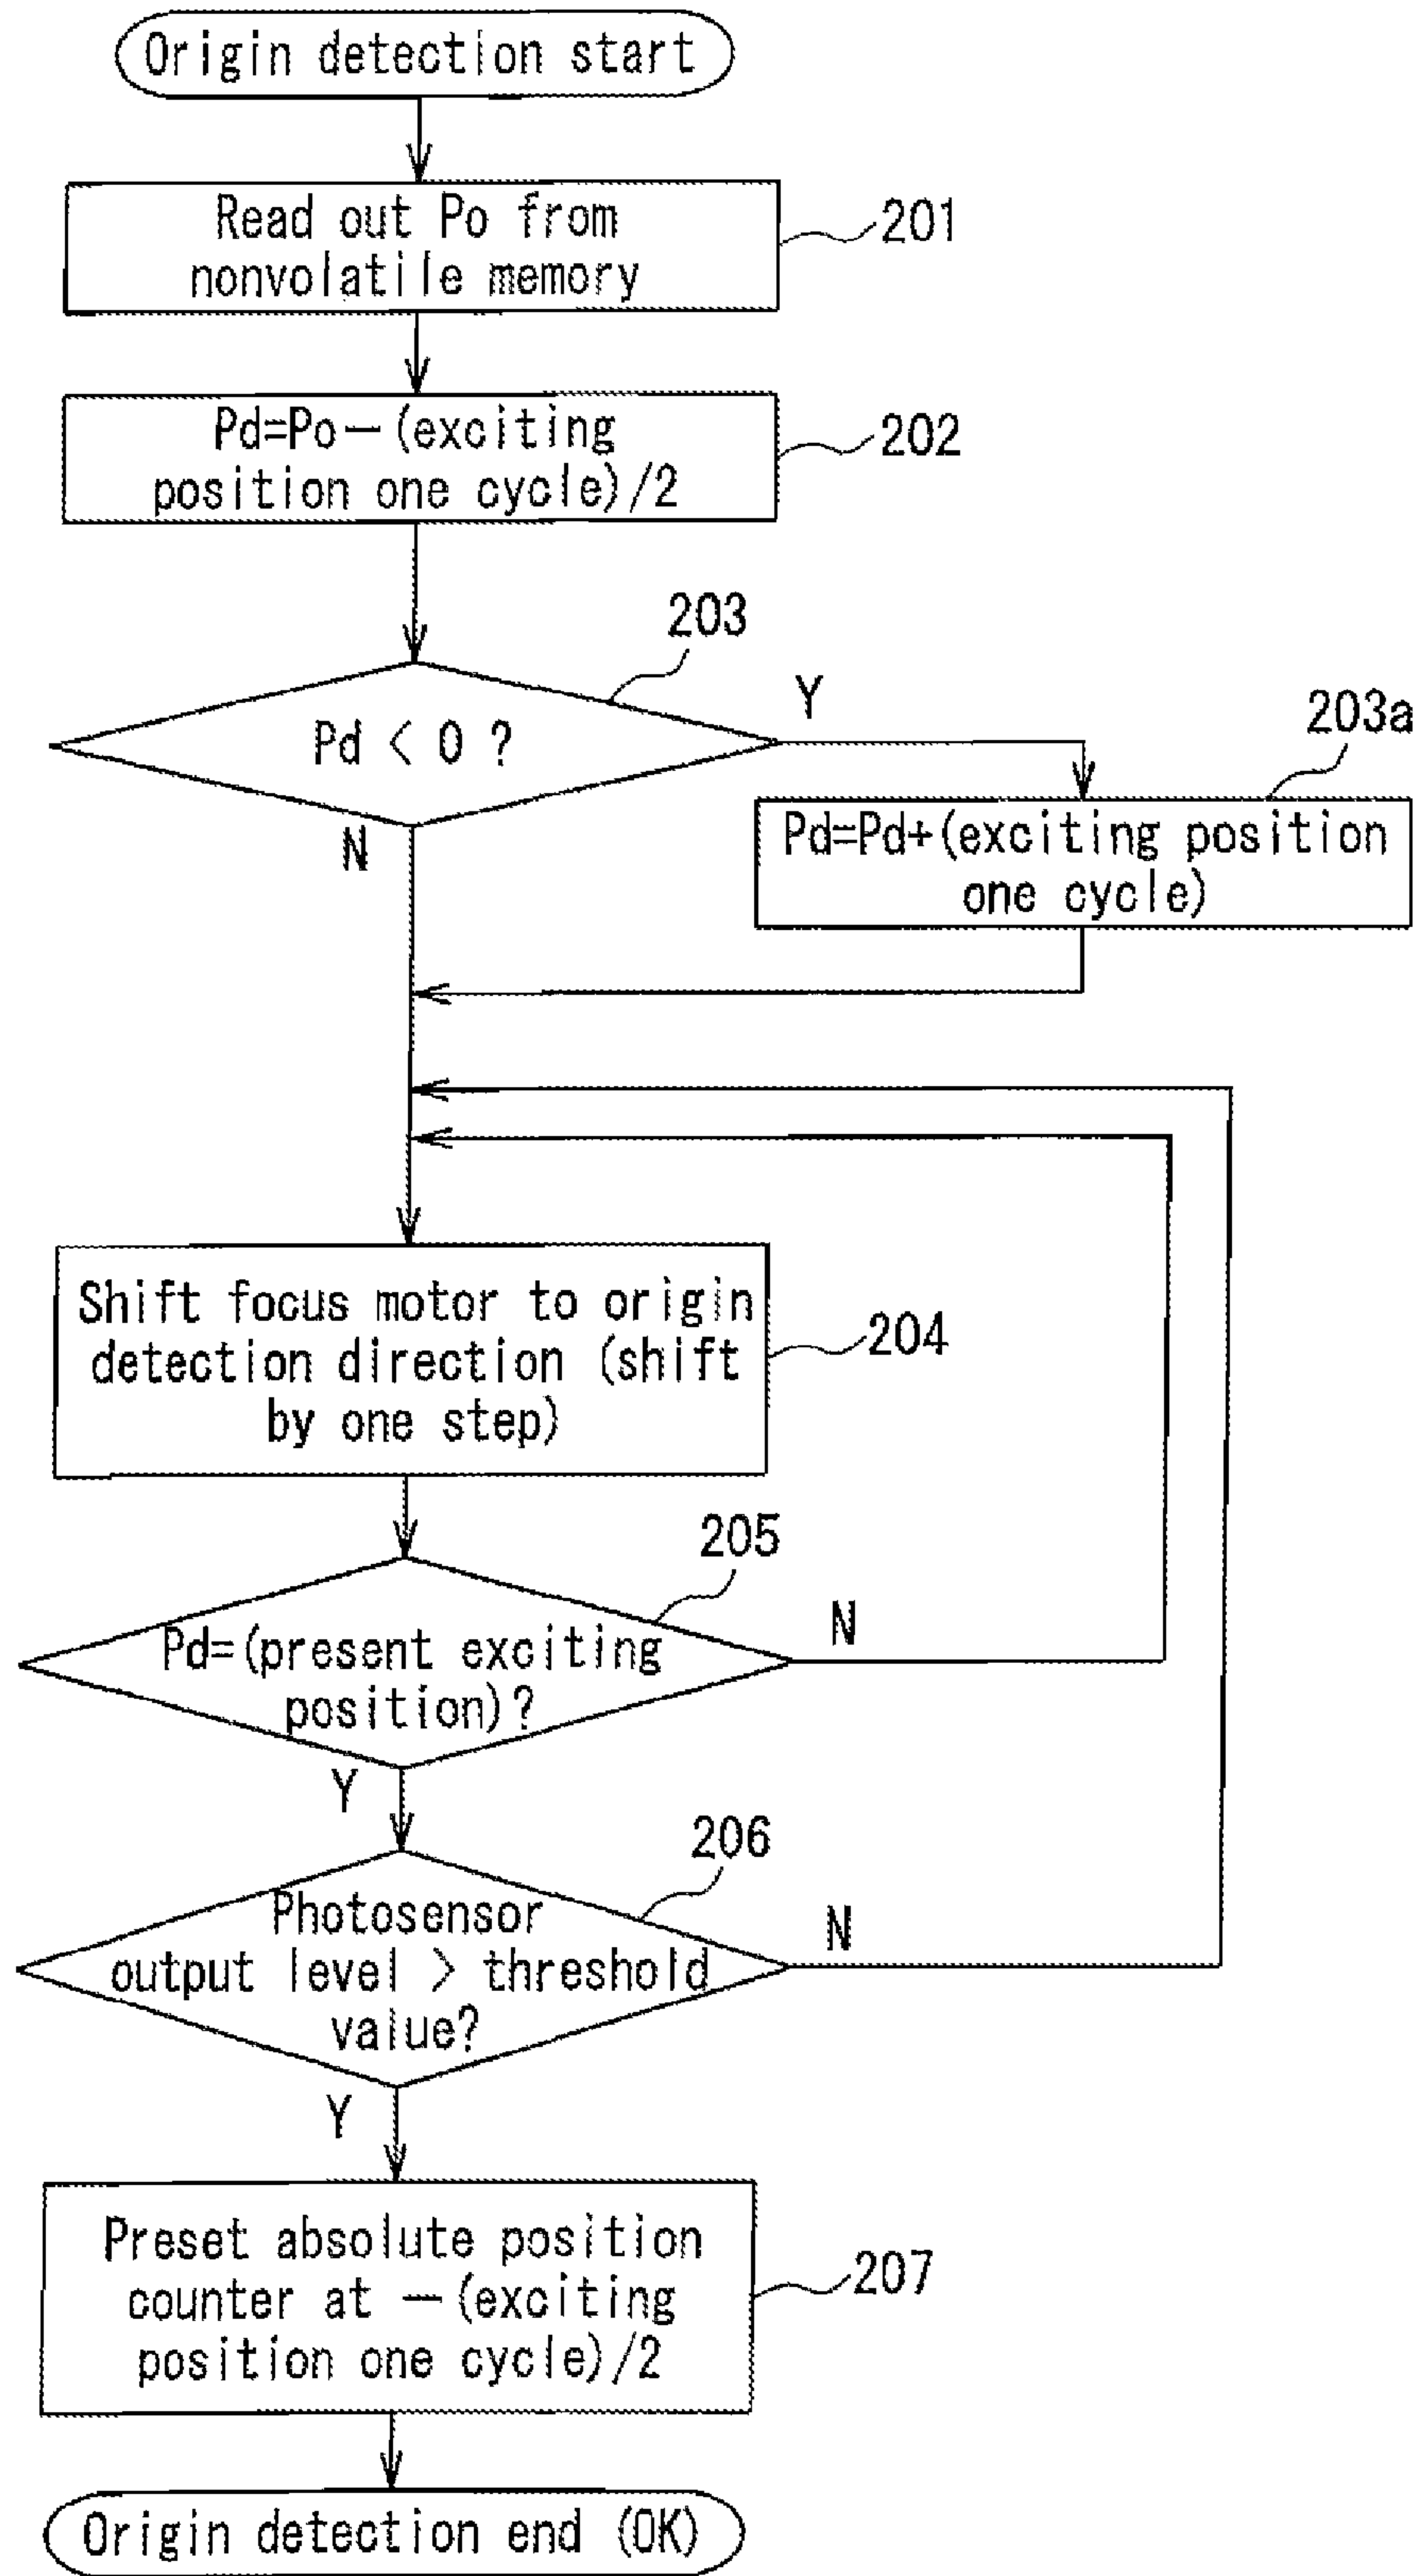 Origin detection start
Read out Po from
nonvolatile memory
201
Pd=Po-(exciting
position one cycle)/2
202
203
Pd < 0 ?
Y
N
203a
Pd=Pd+(exciting position
one cycle)
Shift focus motor to origin
detection direction (shift
by one step)
204
205
Pd=(present exciting
position)?
N
Y
206
Photosensor
output level > threshold
value?
N
Y
Preset absolute position
counter at -(exciting
position one cycle)/2
207
Origin detection end (OK)